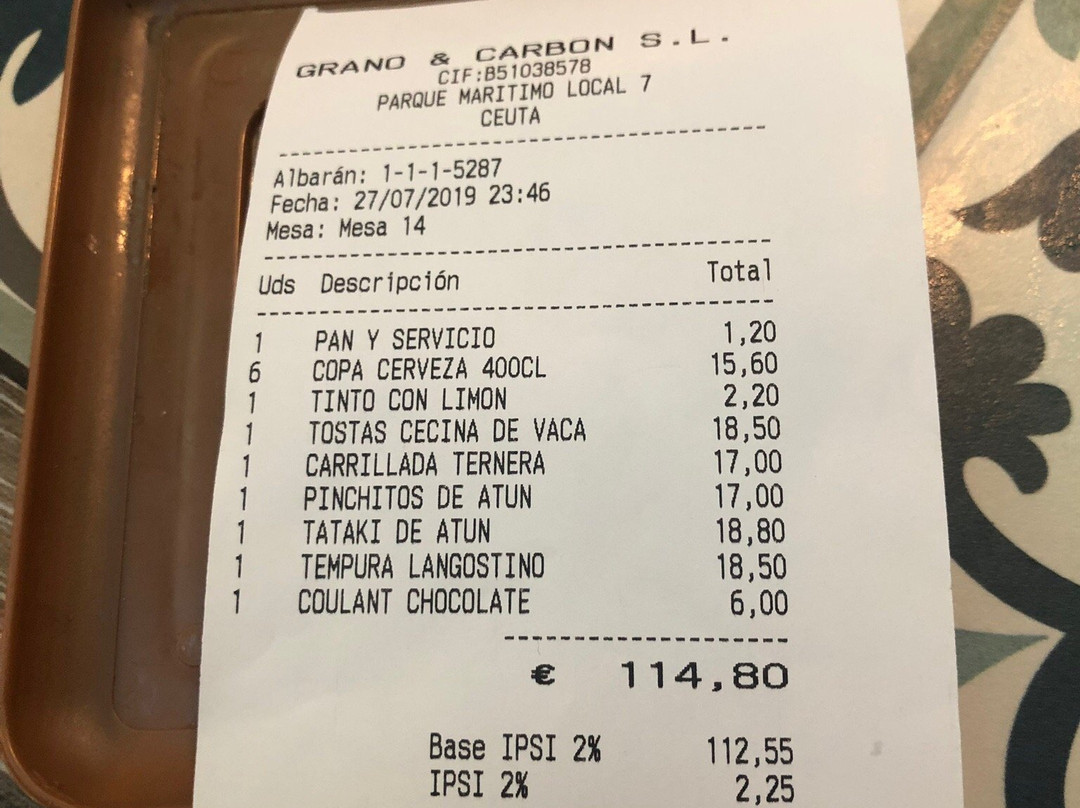 GRANO & CARBON S.L.
CIF:B51038578
PARQUE MARITIMO LOCAL 7
CEUTA
Albarán: 1-1-1-5287
Fecha: 27/07/2019 23:46
Mesa: Mesa 14
Uds Descripción Total
1 PAN Y SERVICIO 1,20
6 COPA CERVEZA 400CL 15,60
1 TINTO CON LIMON 2,20
1 TOSTAS CECINA DE VACA 18,50
1 CARRILLADA TERNERA 17,00
1 PINCHITOS DE ATUN 17,00
1 TATAKI DE ATUN 18,80
1 TEMPURA LANGOSTINO 18,50
1 COULANT CHOCOLATE 6,00
€ 114,80
Base IPSI 2% 112,55
IPSI 2% 2,25